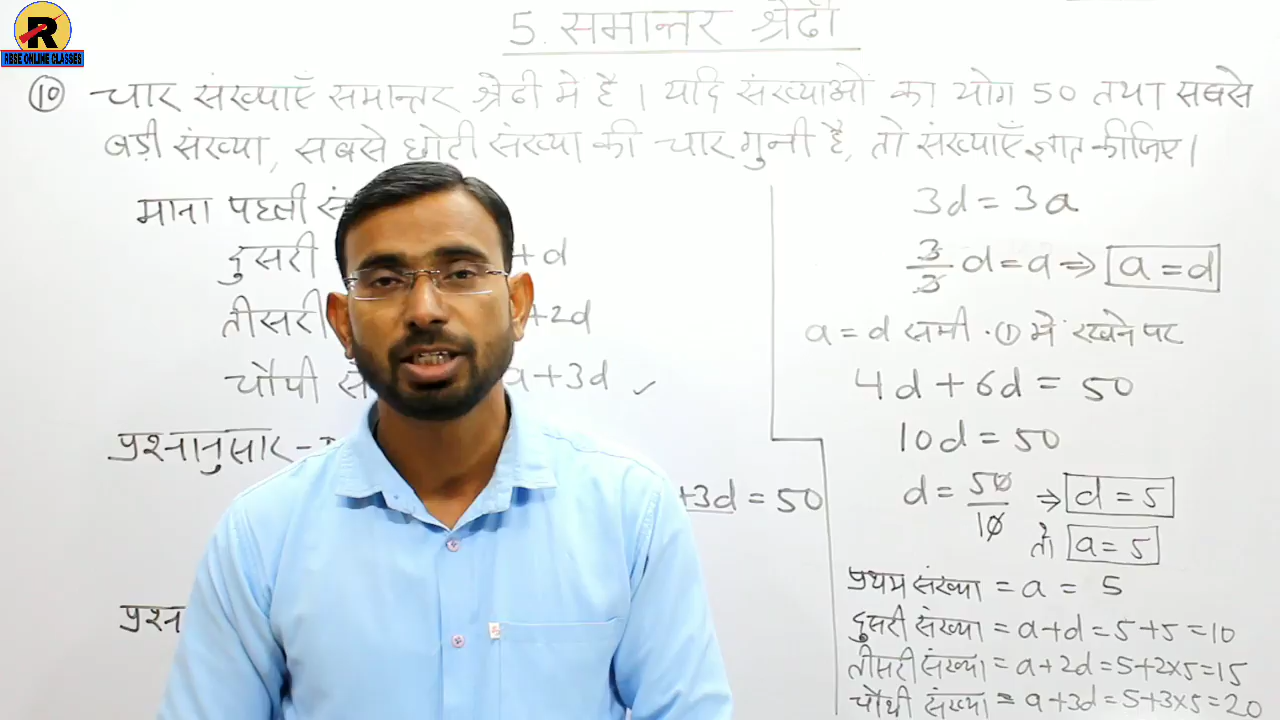 R
RBSE ONLINE CLASSES
5. समान्तर श्रेढी
10 चार संख्याएँ समान्तर श्रेढी मे है । यदि संख्याओं का योग 50 तथा सबसे
बड़ी संख्या, सबसे छोटी संख्या की चार गुनी है, तो संख्याएँ ज्ञात कीजिए।
माना पहली सं
दुसरी + d
तीसरी +2d
चौथी सं a + 3d ✓
प्रश्नानुसार -
+3d = 50
प्रश्न
3d = 3a
3/3 d = a ⇒ a = d
a = d समी . ① में रखने पर
4d + 6d = 50
10d = 50
d = 50/10 ⇒ d = 5
तो a = 5
प्रथम संख्या = a = 5
दुसरी संख्या = a+d = 5+5 = 10
तीसरी संख्या = a+2d = 5+2×5 = 15
चौथी संख्या = a+3d = 5+3×5 = 20